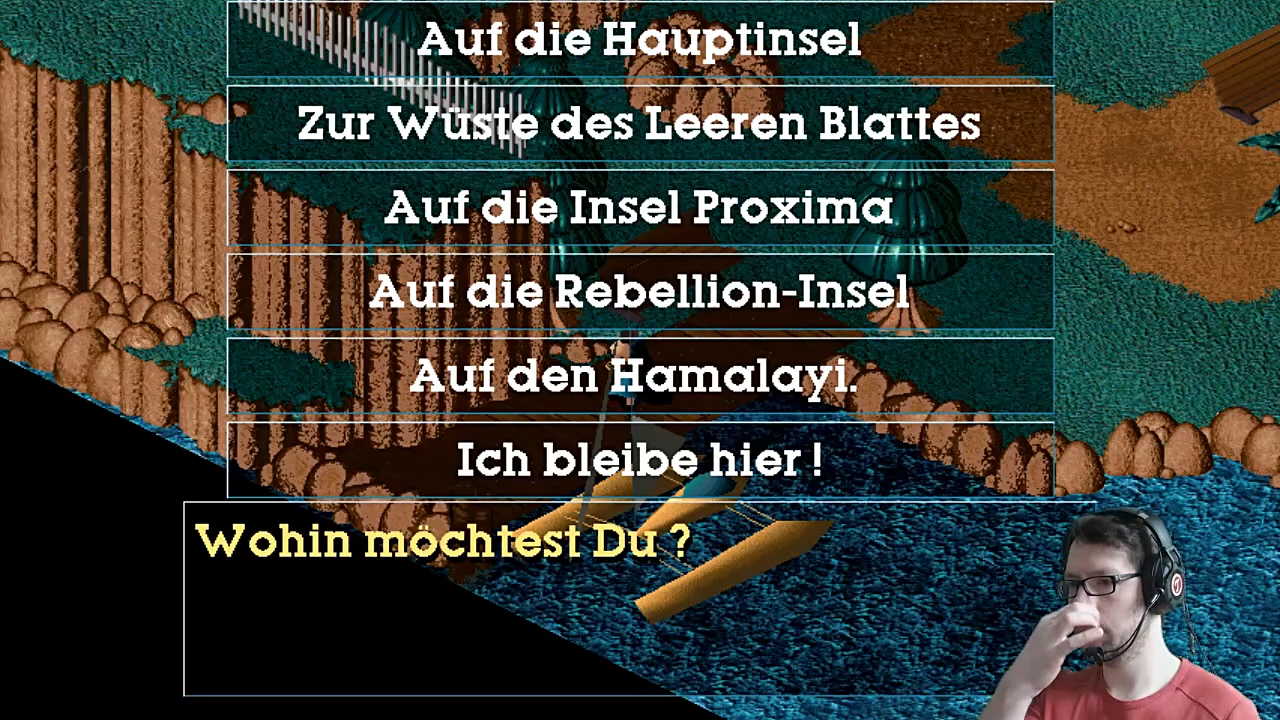 Auf die Hauptinsel
Zur Wüste des Leeren Blattes
Auf die Insel Proxima
Auf die Rebellion-Insel
Auf den Hamalayi.
Ich bleibe hier !
Wohin möchtest Du ?